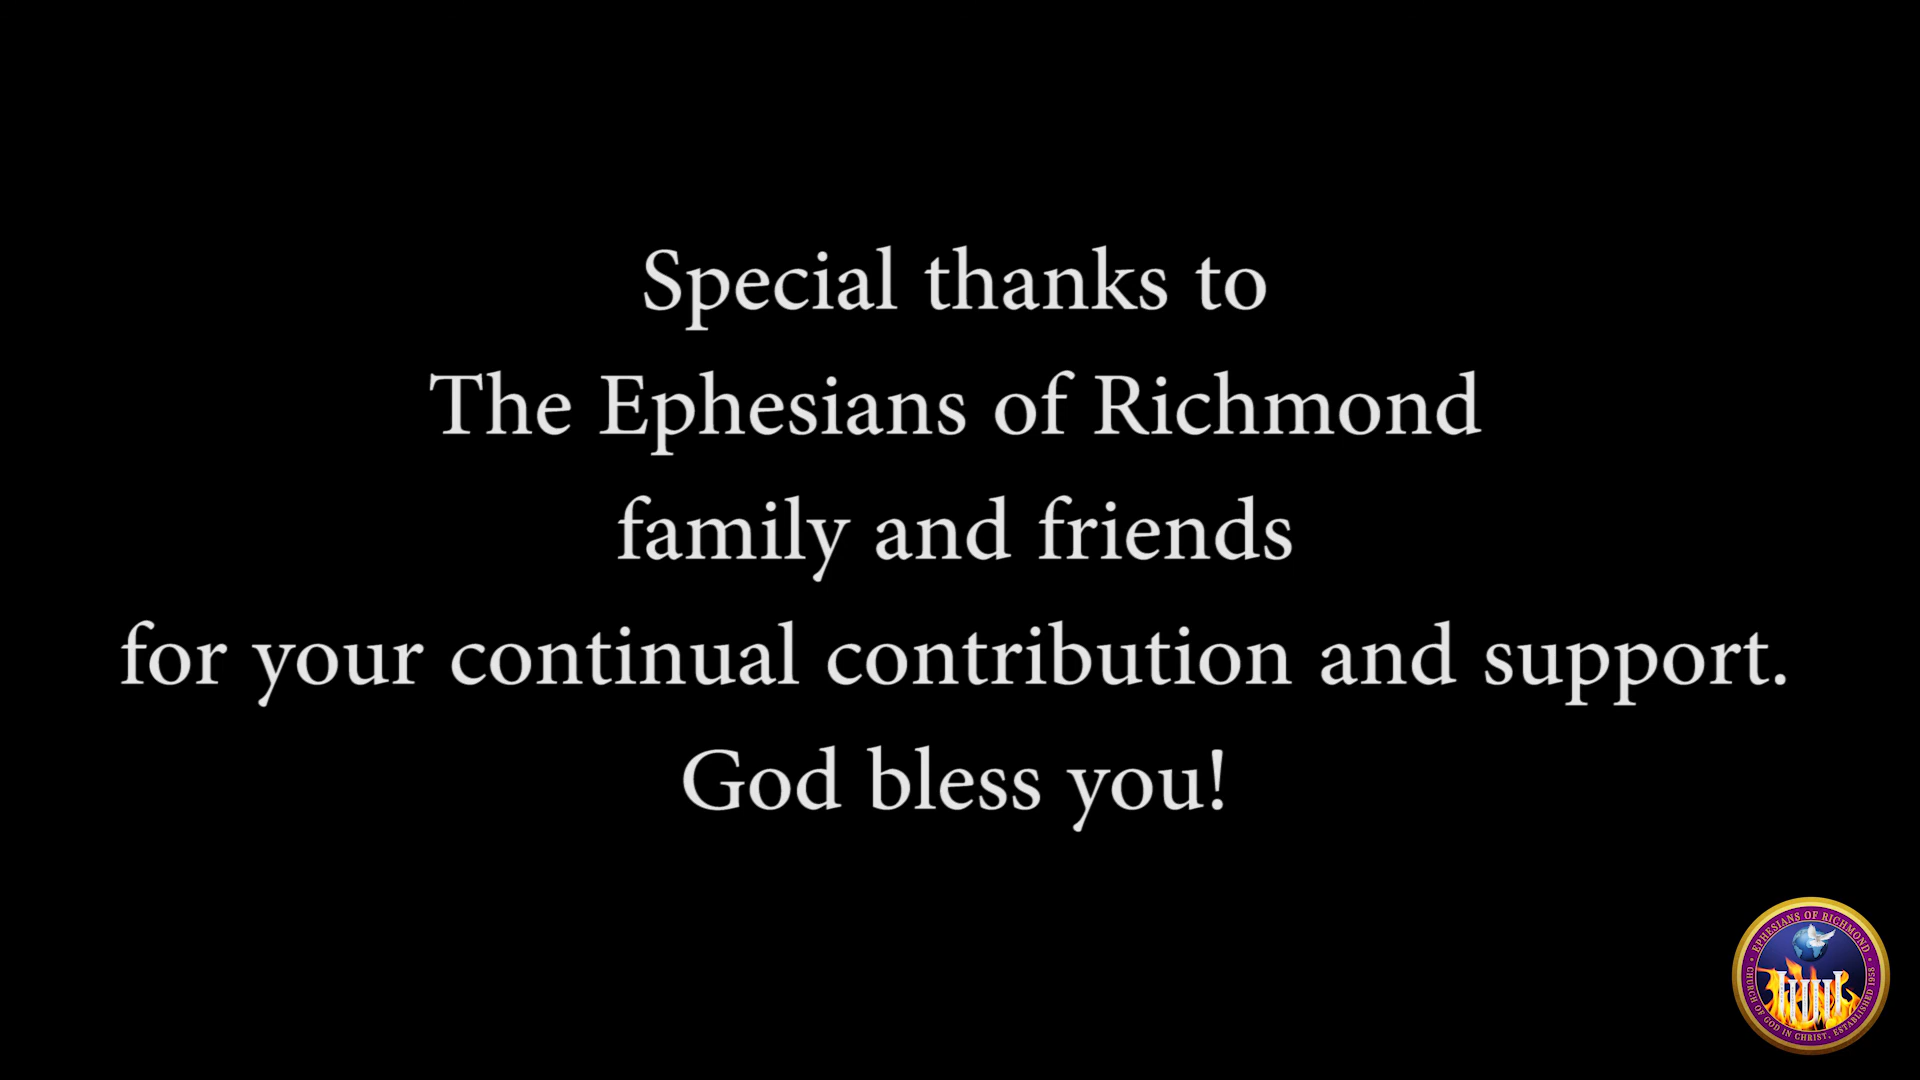 Special thanks to
The Ephesians of Richmond
family and friends
for your continual contribution and support.
God bless you!
EPHESIANS OF RICHMOND
CHURCH OF GOD IN CHRIST, ESTABLISHED 1958